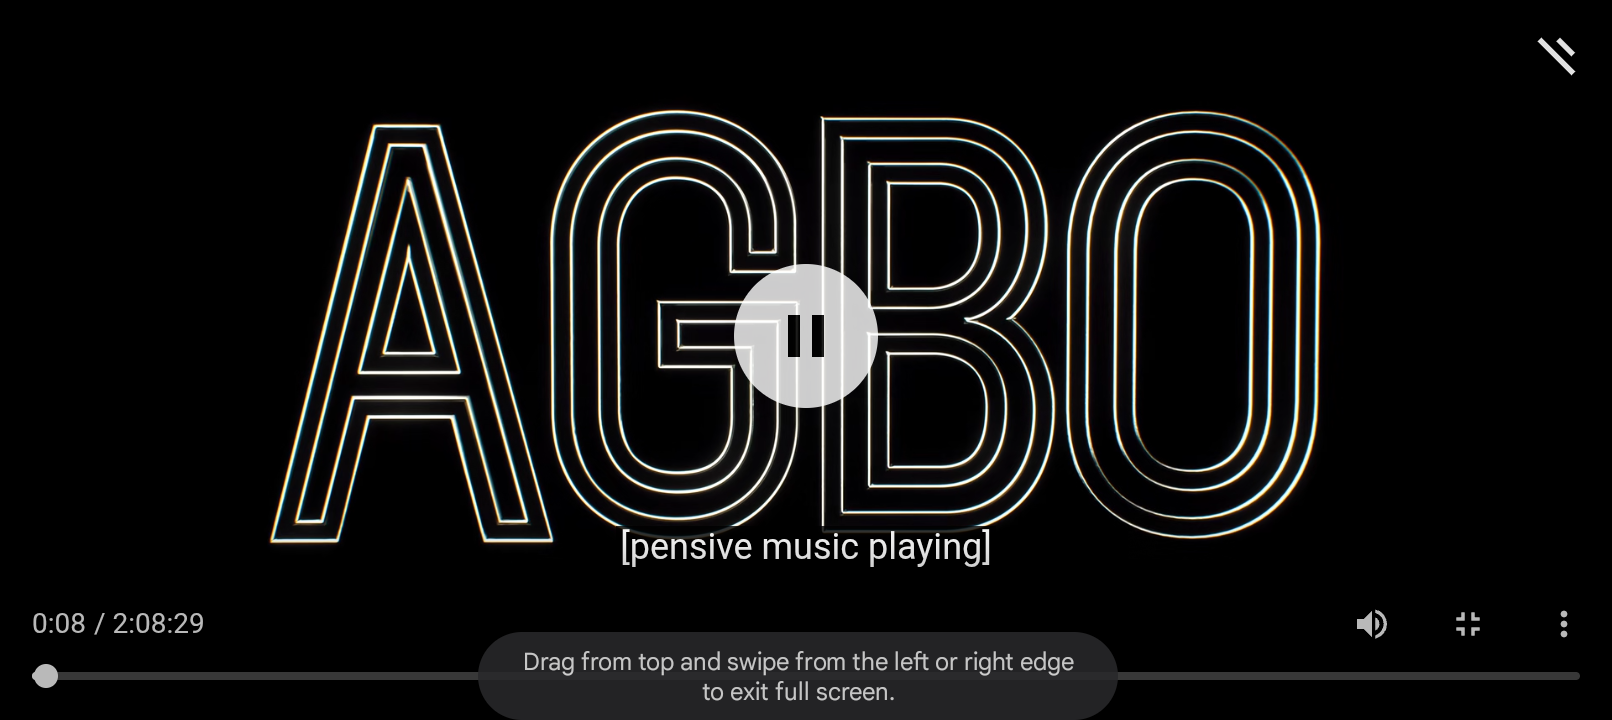 AGBO
[pensive music playing]
0:08 / 2:08:29
Drag from top and swipe from the left or right edge
to exit full screen.